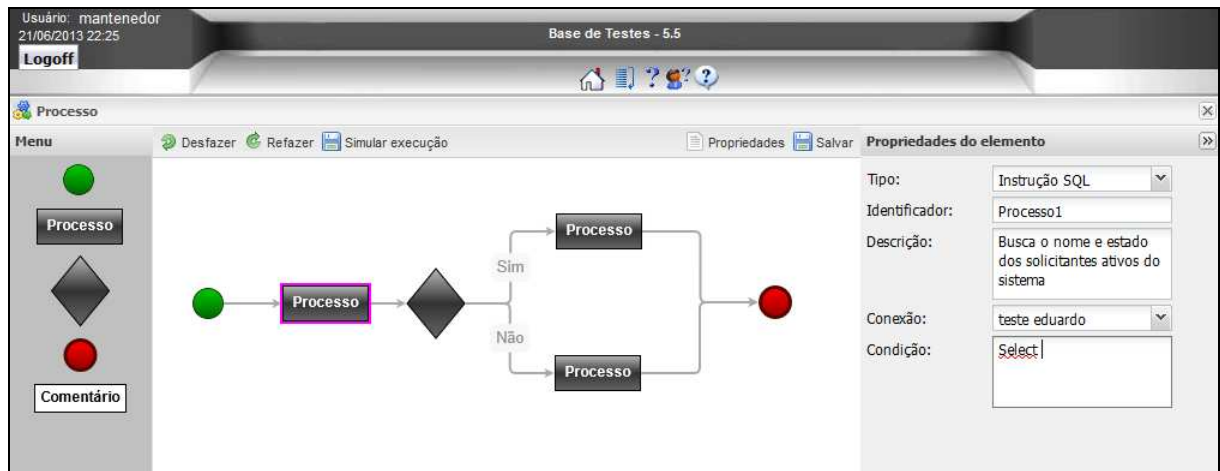 Usuário: mantenedor
21/06/2013 22:25
Logoff
Base de Testes - 5.5
Processo
Menu
Desfazer Refazer Simular execução
Propriedades Salvar
Propriedades do elemento
Processo
Comentário
Processo
Sim
Não
Processo
Processo
Tipo: Instrução SQL
Identificador: Processo1
Descrição: Busca o nome e estado
dos solicitantes ativos do
sistema
Conexão: teste eduardo
Condição: Select